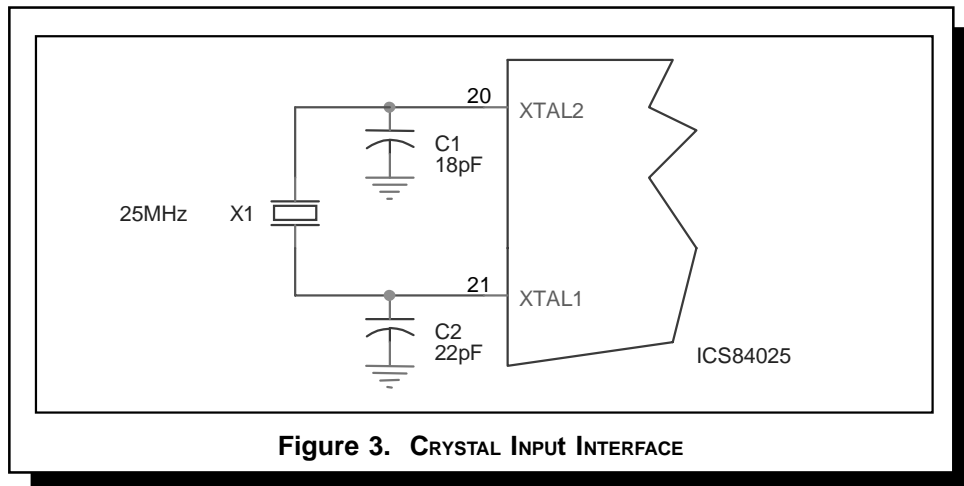 20
XTAL2
C1
18pF
25MHz
X1
21
XTAL1
C2
22pF
ICS84025
Figure 3. CRYSTAL INPUt INTERFACE